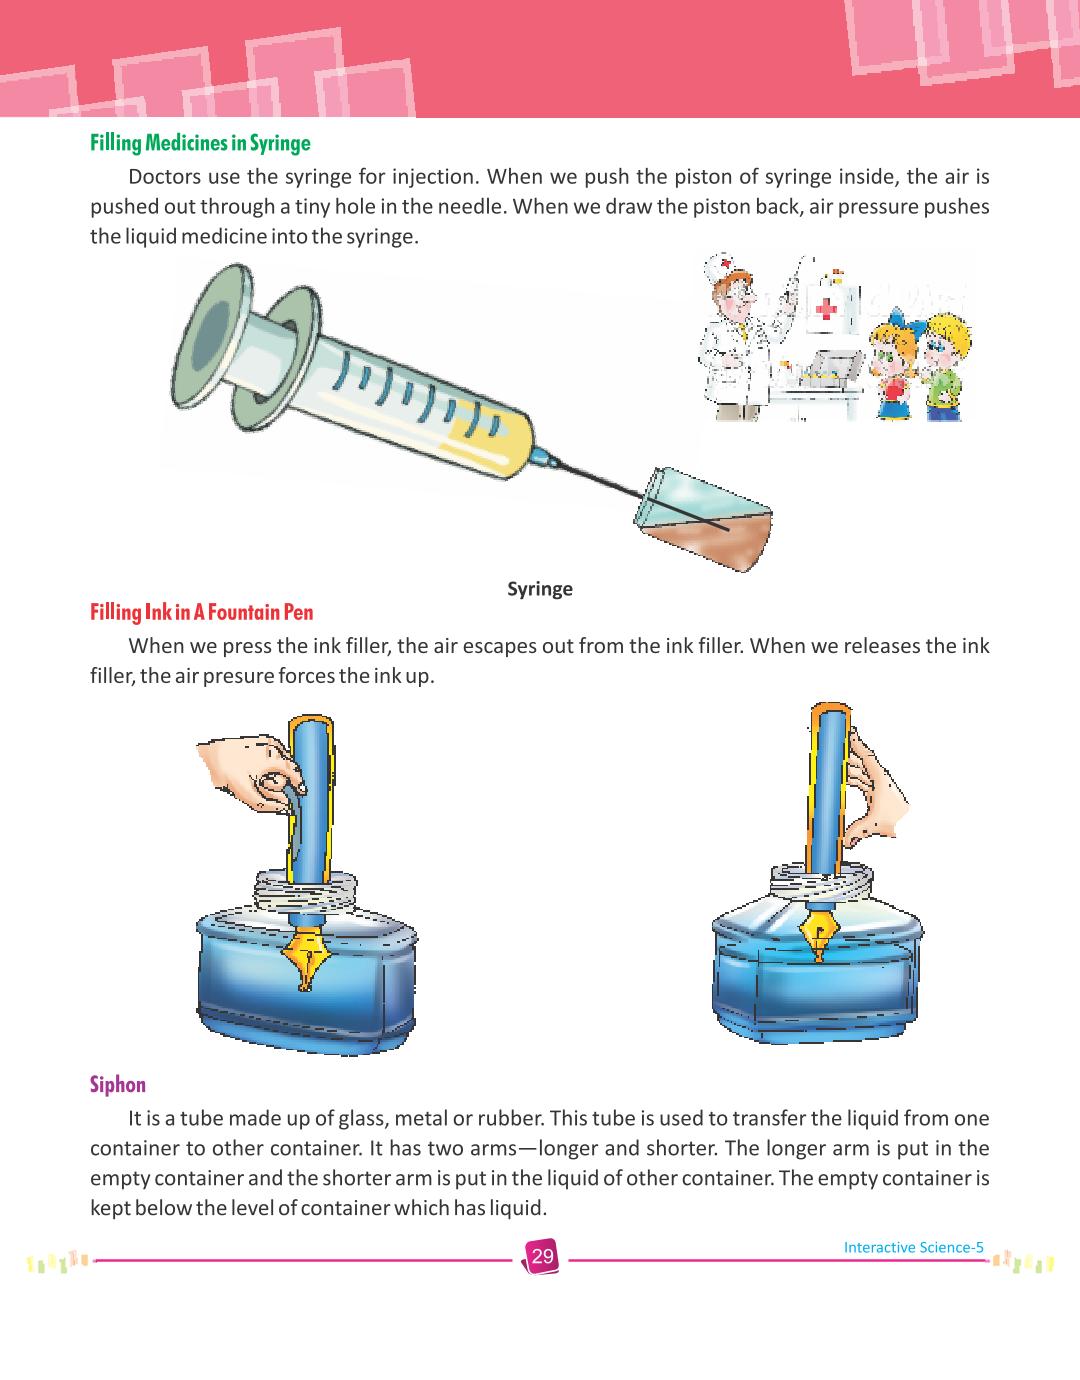 Filling Medicines in Syringe
Doctors use the syringe for injection. When we push the piston of syringe inside, the air is
pushed out through a tiny hole in the needle. When we draw the piston back, air pressure pushes
the liquid medicine into the syringe.
Syringe
Filling Ink in A Fountain Pen
When we press the ink filler, the air escapes out from the ink filler. When we releases the ink
filler, the air presure forces the ink up.
Siphon
It is a tube made up of glass, metal or rubber. This tube is used to transfer the liquid from one
container to other container. It has two arms—longer and shorter. The longer arm is put in the
empty container and the shorter arm is put in the liquid of other container. The empty container is
kept below the level of container which has liquid.
29
Interactive Science-5